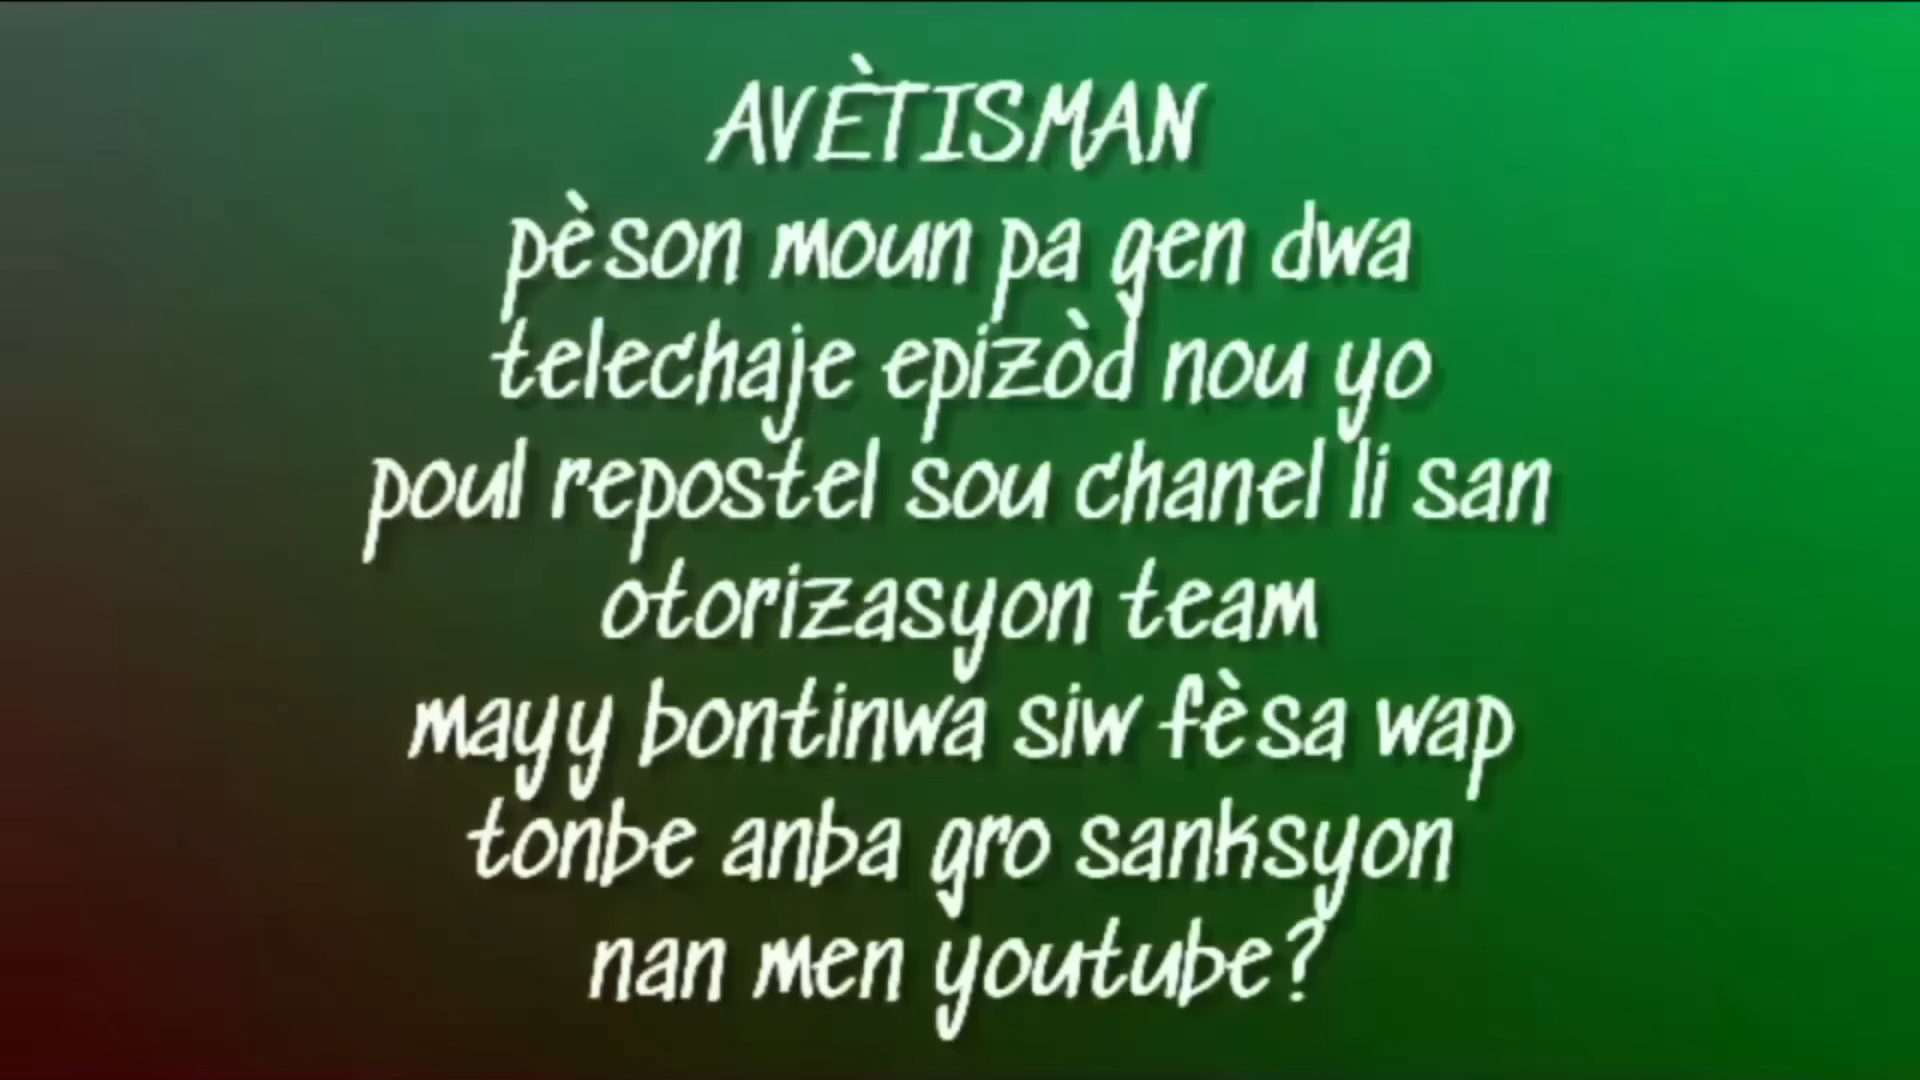 AVÈTISMAN
pèson moun pa gen dwa
telechaje epizòd nou yo
poul repostel sou chanel li san
otorizasyon team
mayy bontinwa siw fèsa wap
tonbe anba gro sanksyon
nan men youtube?